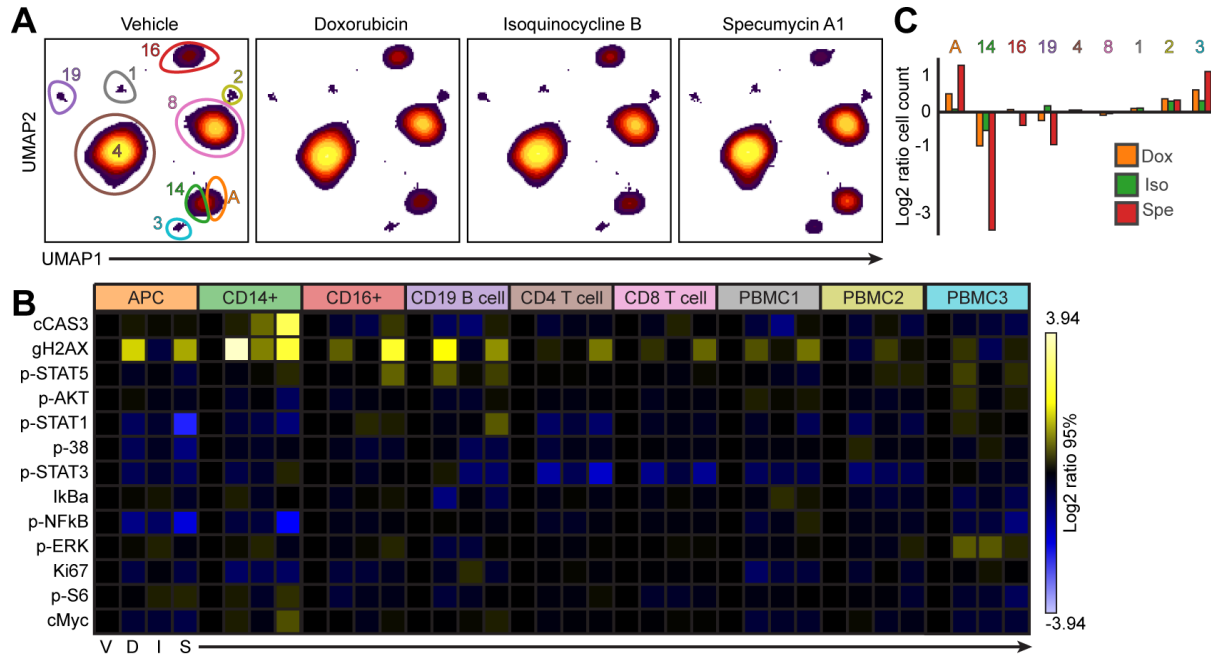 A
Vehicle
Doxorubicin
Isoquinocycline B
Specumycin A1
16
19
1
2
8
4
14
A
3
UMAP2
UMAP1
C
A 14 16 19 4 8 1 2 3
Log2 ratio cell count
1
0
-1
-3
Dox
Iso
Spe
B
APC CD14+ CD16+ CD19 B cell CD4 T cell CD8 T cell PBMC1 PBMC2 PBMC3
cCAS3
gH2AX
p-STAT5
p-AKT
p-STAT1
p-38
p-STAT3
IkBa
p-NFkB
p-ERK
Ki67
p-S6
cMyc
V D I S
3.94
Log2 ratio 95%
-3.94